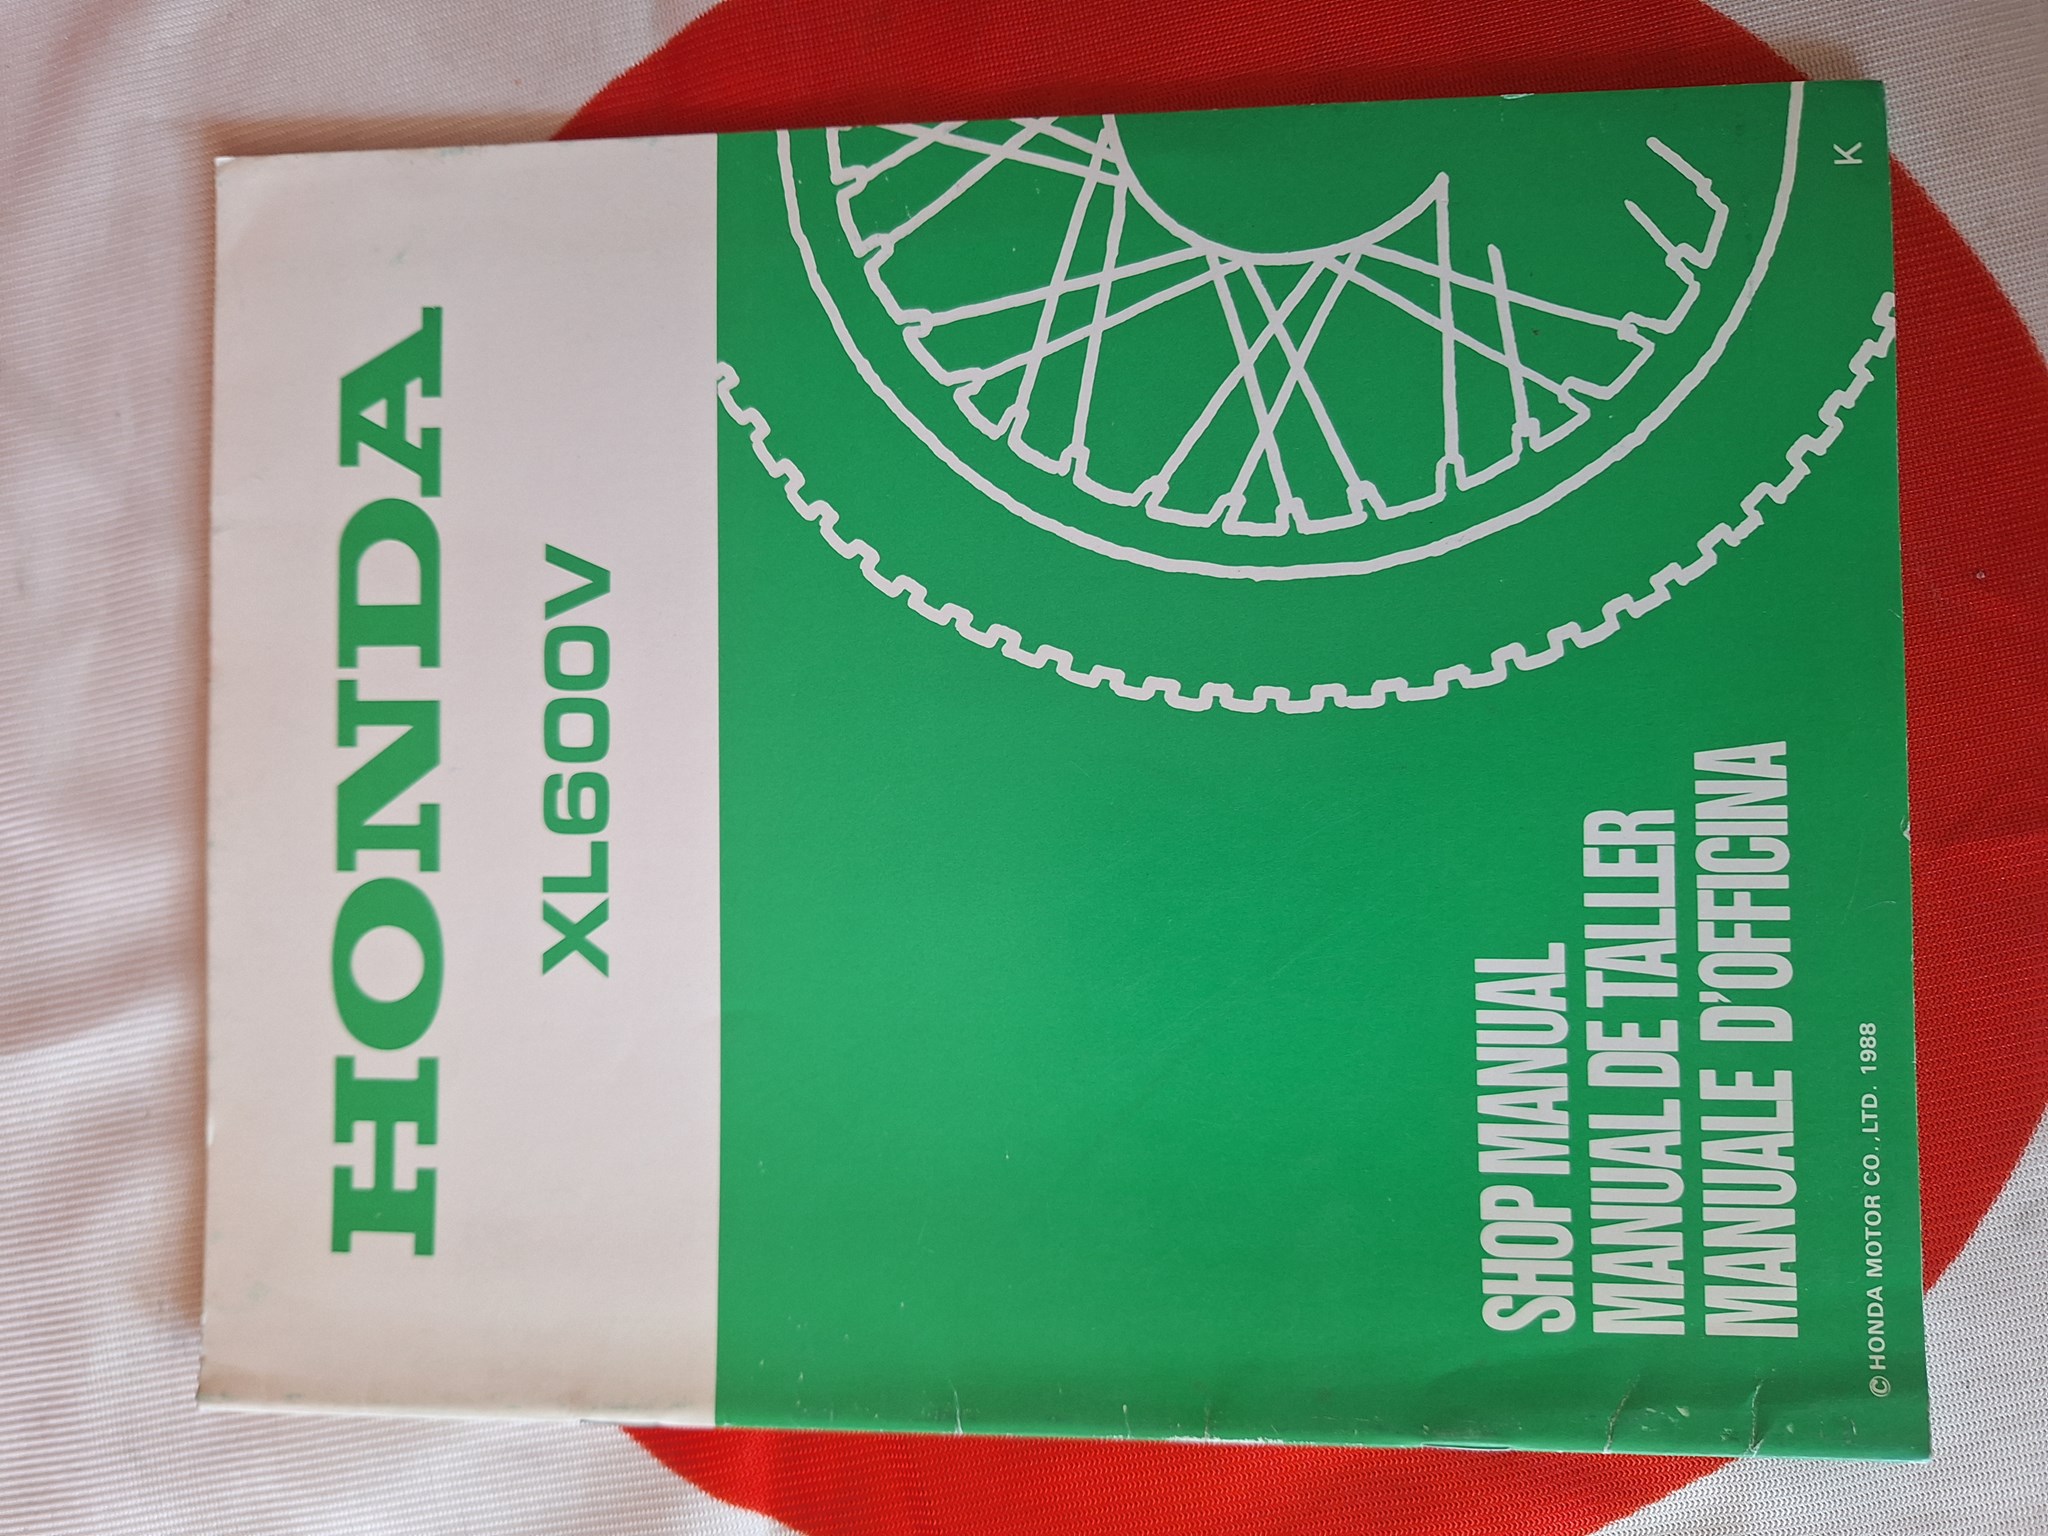 HONDA
XL600V
SHOP MANUAL
MANUAL DE TALLER
MANUALE D'OFFICINA
© HONDA MOTOR CO., LTD. 1988
K